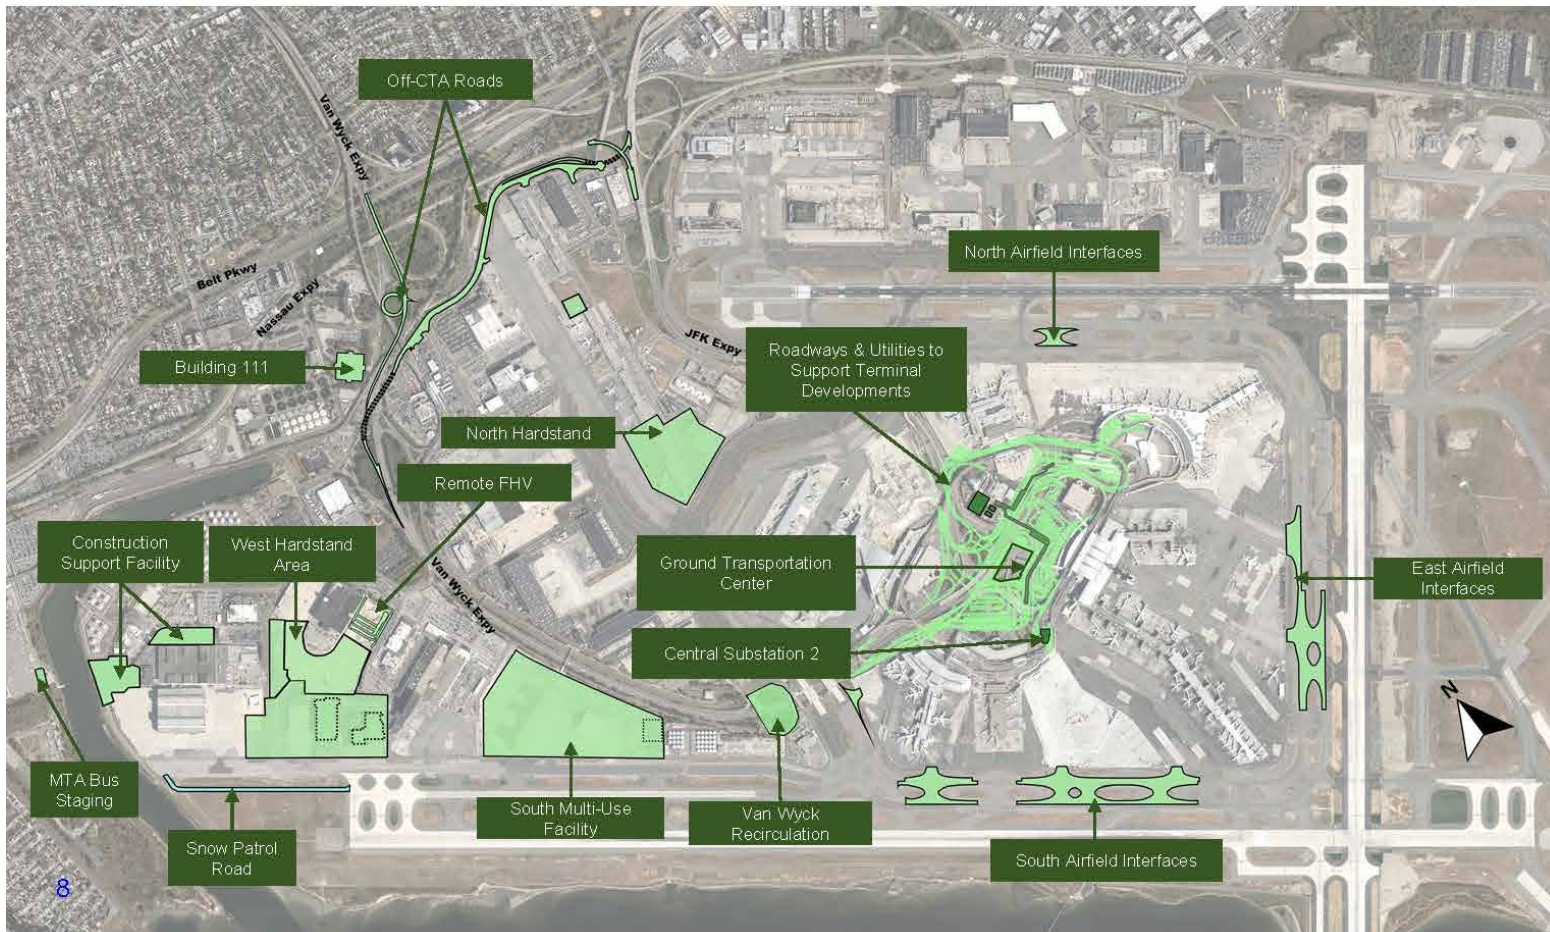 Off-CTA Roads
Van Wyck Expy
Belt Pkwy
Nassau Expy
North Airfield Interfaces
JFK Expy
Roadways & Utilities to
Support Terminal
Developments
Building 111
North Hardstand
Remote FHV
Construction
Support Facility
West Hardstand
Area
Ground Transportation
Center
East Airfield
Interfaces
Van Wyck Expy
Central Substation 2
N
MTA Bus
Staging
South Multi-Use
Facility
Van Wyck
Recirculation
Snow Patrol
Road
South Airfield Interfaces
8